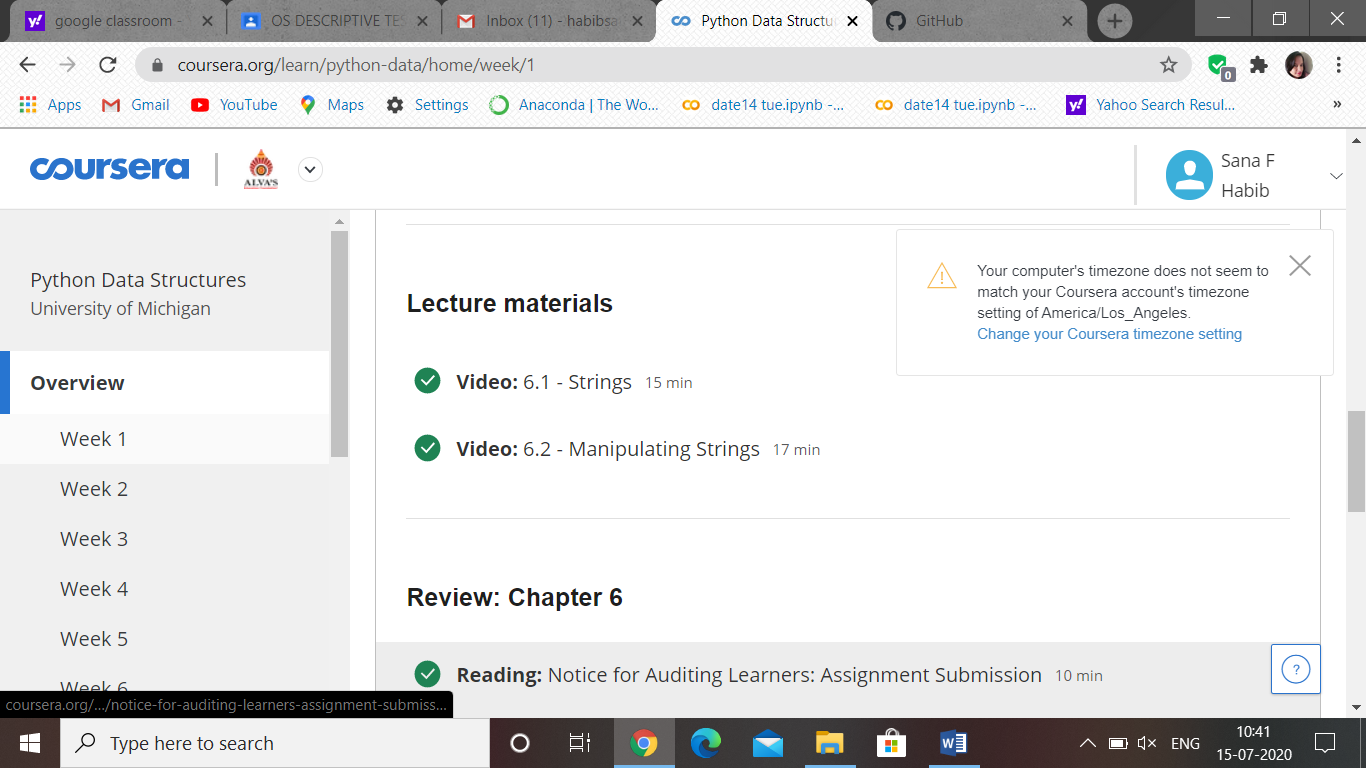 google classroom -
OS DESCRIPTIVE TE
Inbox (11) - habibsa
Python Data Structu
GitHub
coursera.org/learn/python-data/home/week/1
0
Apps
Gmail
YouTube
Maps
Settings
Anaconda | The Wo...
date14 tue.ipynb -...
date14 tue.ipynb -...
Yahoo Search Resul...
»
coursera
ALVA'S
Sana F
Habib
Python Data Structures
University of Michigan
Overview
Week 1
Week 2
Week 3
Week 4
Week 5
Week 6
Your computer's timezone does not seem to
match your Coursera account's timezone
setting of America/Los_Angeles.
Change your Coursera timezone setting
Lecture materials
Video: 6.1 - Strings 15 min
Video: 6.2 - Manipulating Strings 17 min
Review: Chapter 6
Reading: Notice for Auditing Learners: Assignment Submission 10 min
?
coursera.org/.../notice-for-auditing-learners-assignment-submiss...
Type here to search
ENG
10:41
15-07-2020